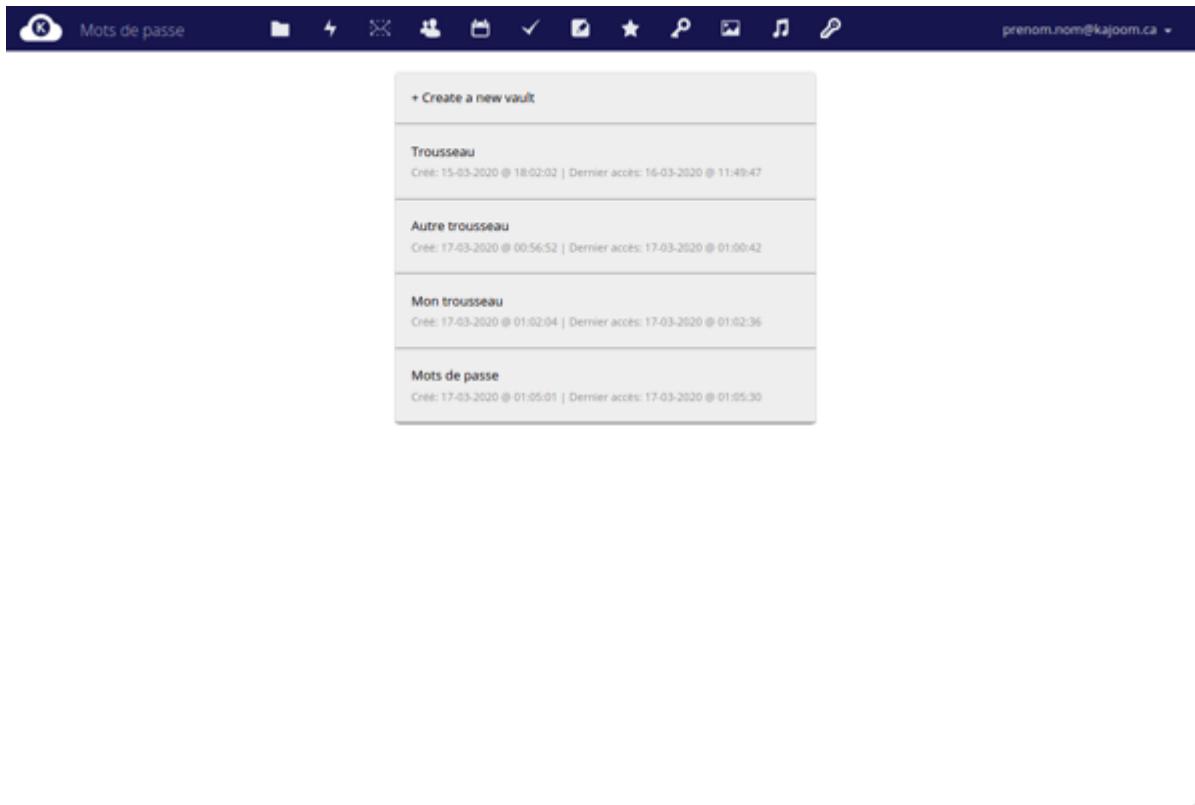 K
Mots de passe
prenom.nom@kajoom.ca
+ Create a new vault
Trousseau
Créé: 15-03-2020 @ 18:02:02 | Dernier accès: 16-03-2020 @ 11:49:47
Autre trousseau
Créé: 17-03-2020 @ 00:56:52 | Dernier accès: 17-03-2020 @ 01:00:42
Mon trousseau
Créé: 17-03-2020 @ 01:02:04 | Dernier accès: 17-03-2020 @ 01:02:36
Mots de passe
Créé: 17-03-2020 @ 01:05:01 | Dernier accès: 17-03-2020 @ 01:05:30